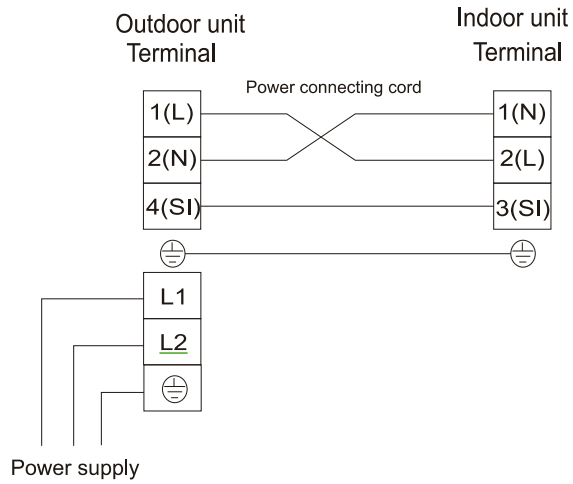 Outdoor unit
Terminal
Indoor unit
Terminal
Power connecting cord
1(L)
1(N)
2(N)
2(L)
4(SI)
3(SI)
L1
L2
Power supply